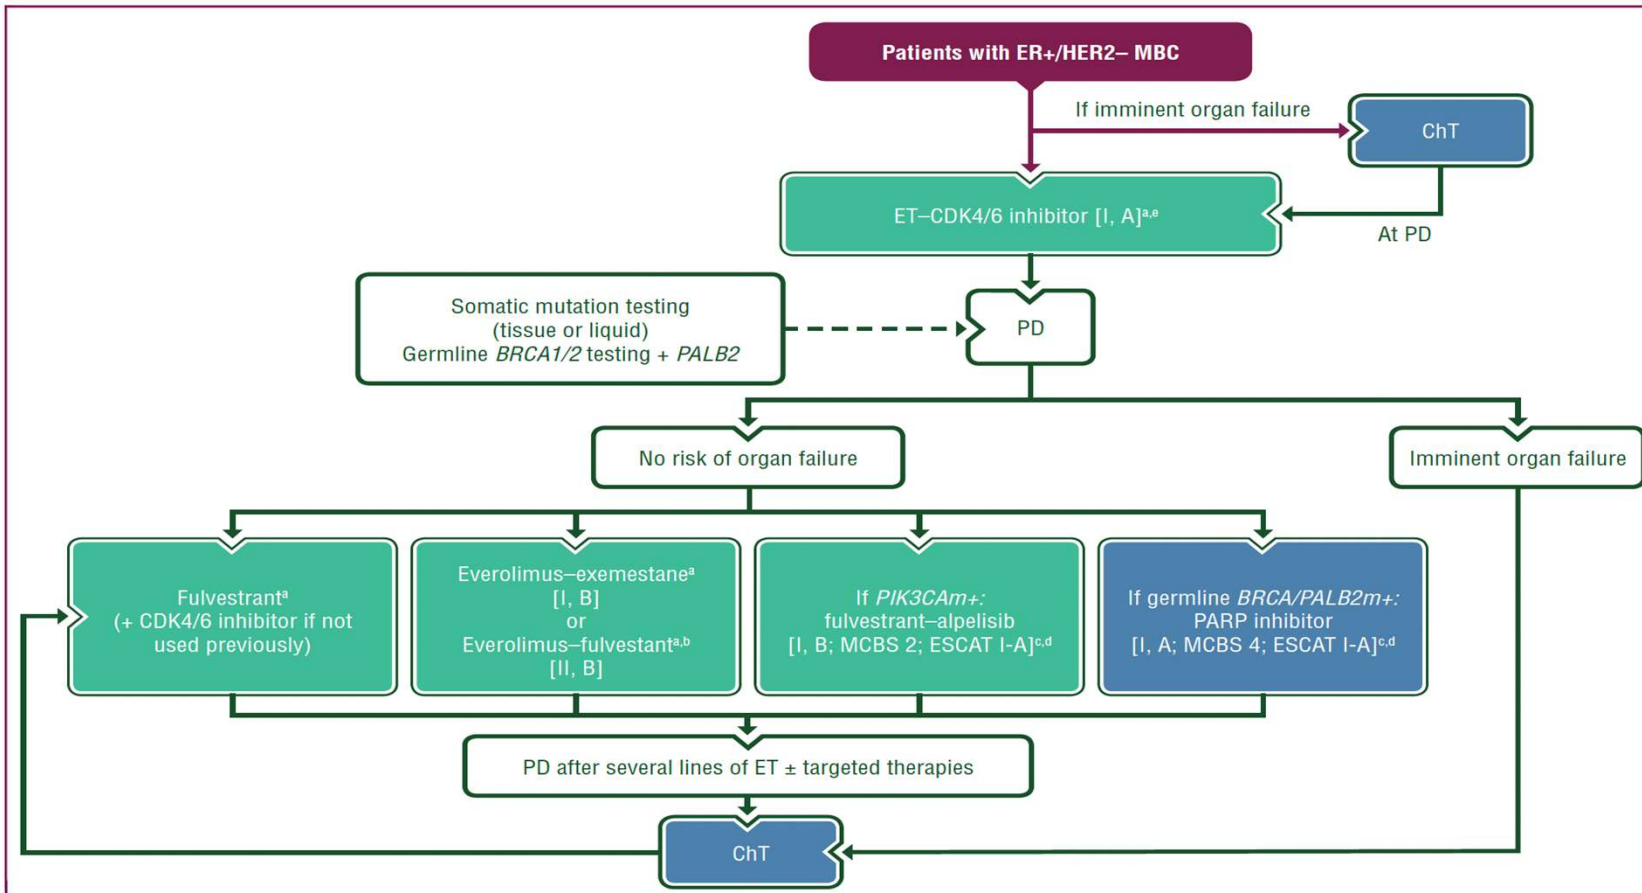 Patients with ER+/HER2– MBC
If imminent organ failure
ChT
ET–CDK4/6 inhibitor [I, A]a,e
At PD
Somatic mutation testing
(tissue or liquid)
Germline BRCA1/2 testing + PALB2
PD
No risk of organ failure
Imminent organ failure
Fulvestranta
(+ CDK4/6 inhibitor if not
used previously)
Everolimus–exemestanea
[I, B]
or
Everolimus–fulvestanta,b
[II, B]
If PIK3CAm+:
fulvestrant–alpelisib
[I, B; MCBS 2; ESCAT I-A]c,d
If germline BRCA/PALB2m+:
PARP inhibitor
[I, A; MCBS 4; ESCAT I-A]c,d
PD after several lines of ET ± targeted therapies
ChT